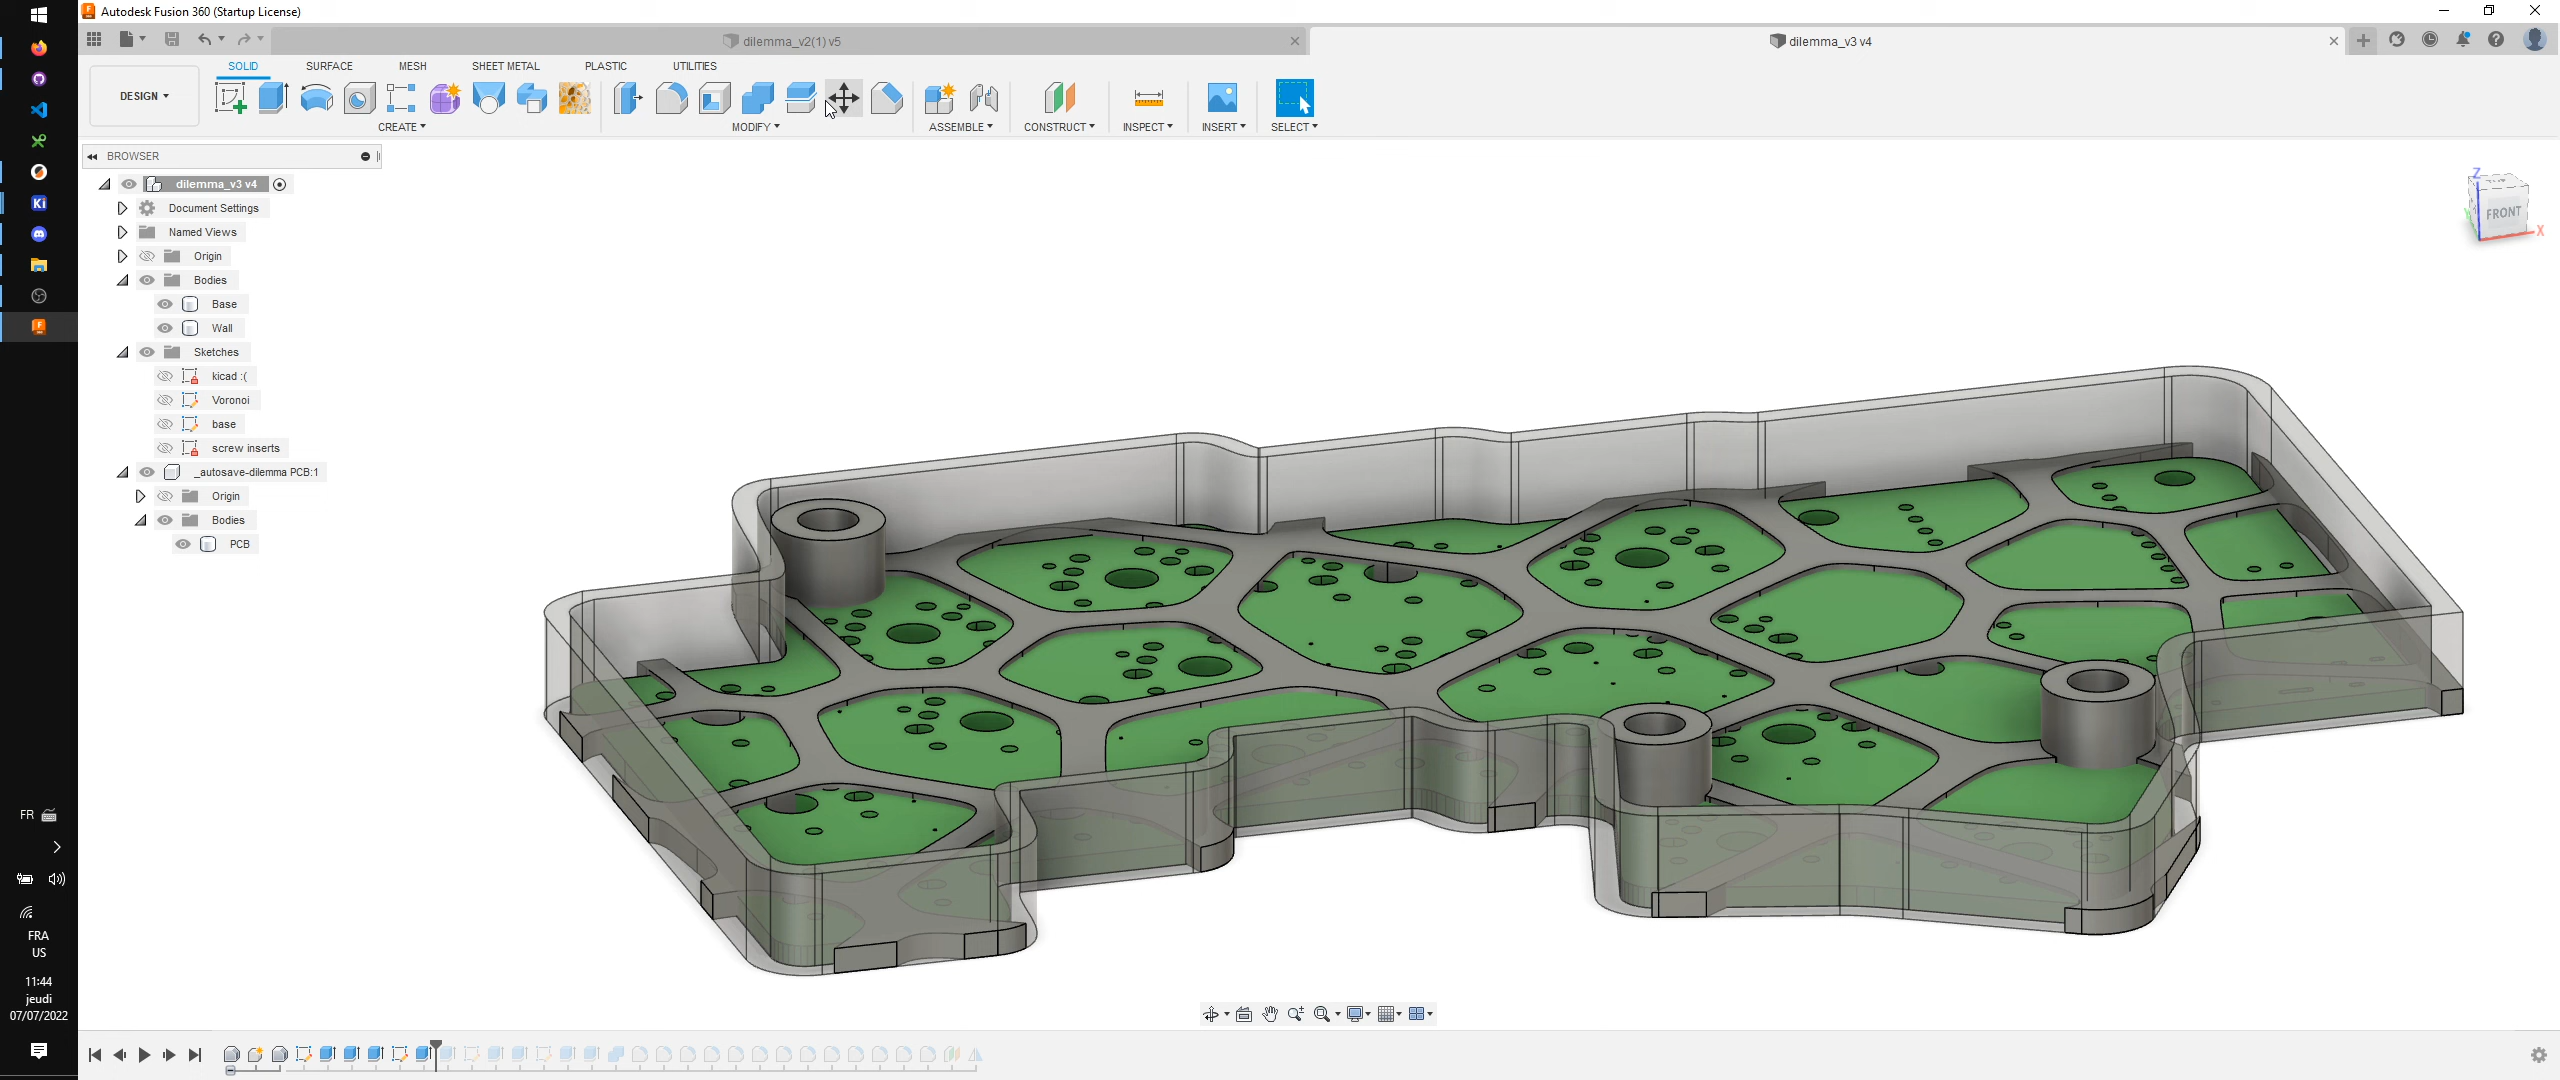 Autodesk Fusion 360 (Startup License)
dilemma_v2(1) v5
dilemma_v3 v4
SOLID SURFACE MESH SHEET METAL PLASTIC UTILITIES
DESIGN
CREATE MODIFY ASSEMBLE CONSTRUCT INSPECT INSERT SELECT
BROWSER
dilemma_v3 v4
Document Settings
Named Views
Origin
Bodies
Base
Wall
Sketches
kicad :(
Voronoi
base
screw inserts
_autosave-dilemma PCB:1
Origin
Bodies
PCB
Z
FRONT
X
Ki
FR
FRA
US
11:44
jeudi
07/07/2022